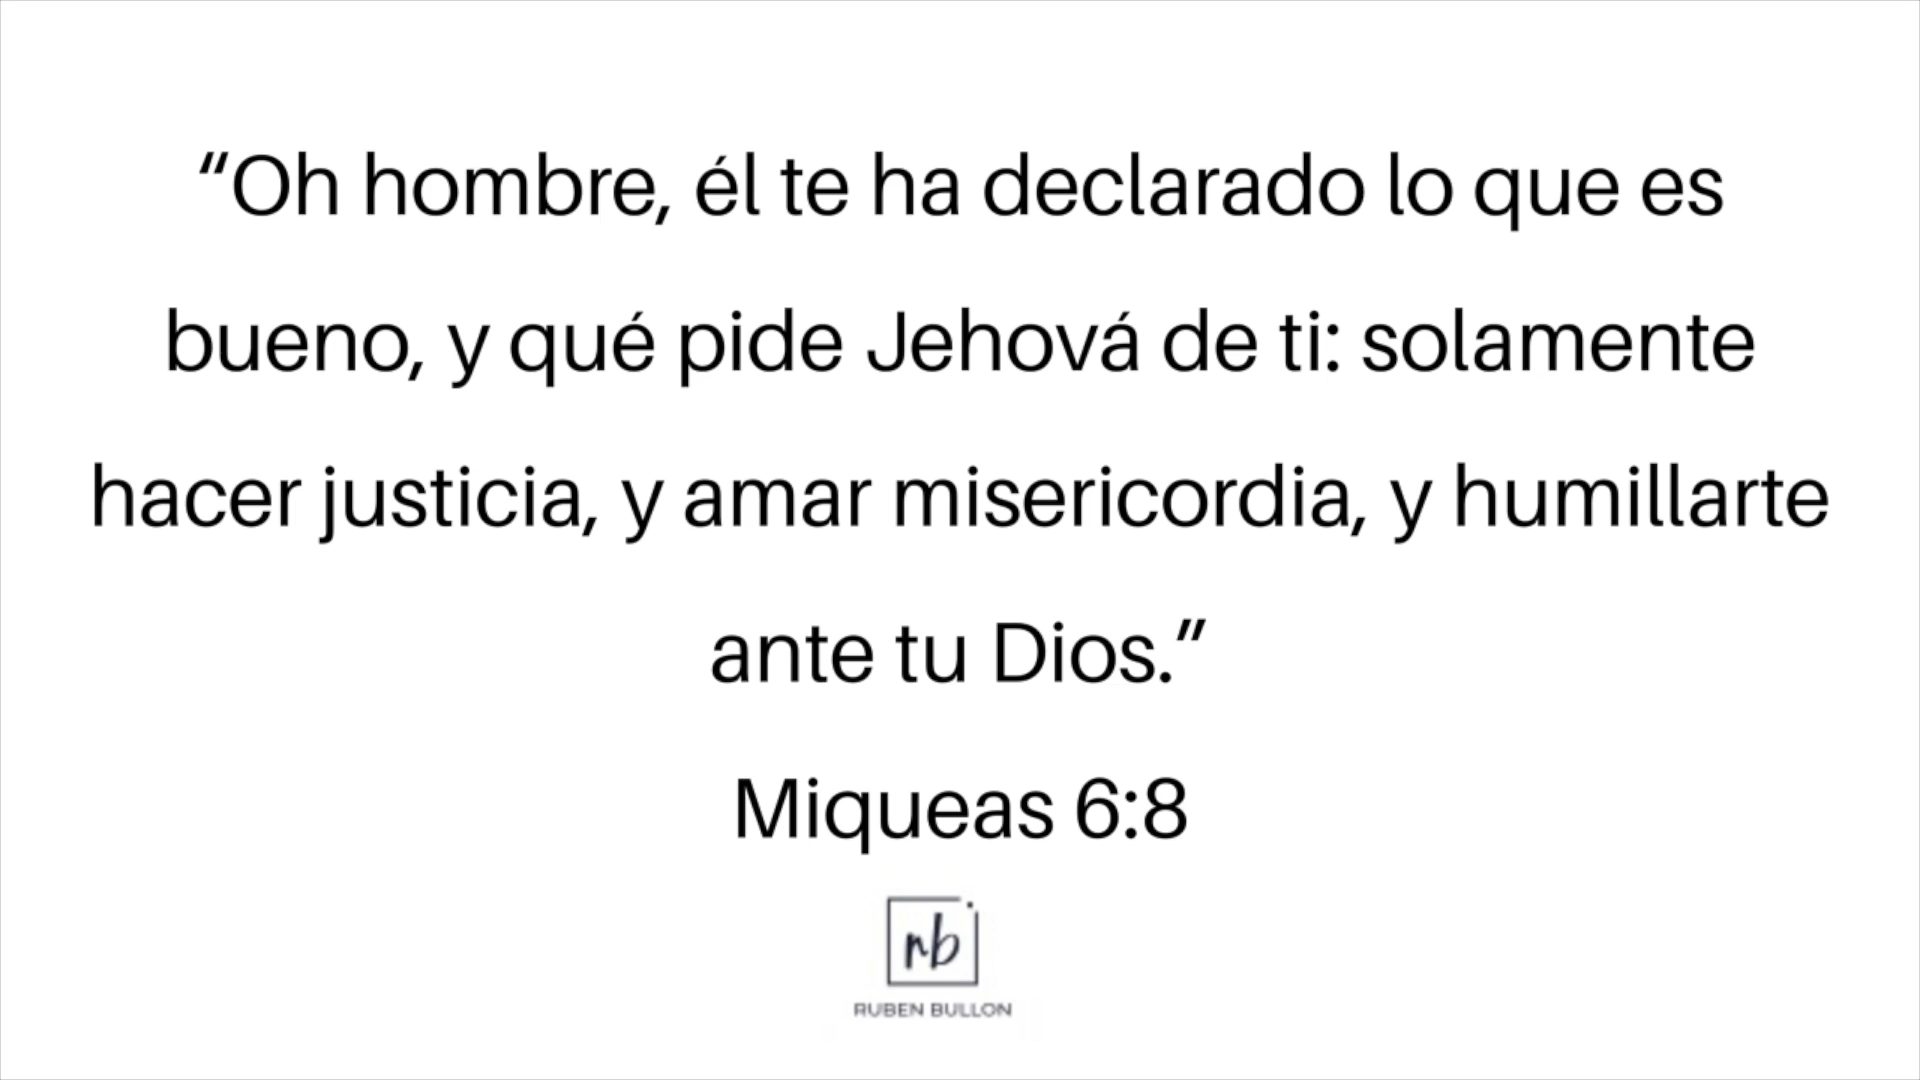 “Oh hombre, él te ha declarado lo que es
bueno, y qué pide Jehová de ti: solamente
hacer justicia, y amar misericordia, y humillarte
ante tu Dios.”
Miqueas 6:8
rb
RUBEN BULLON